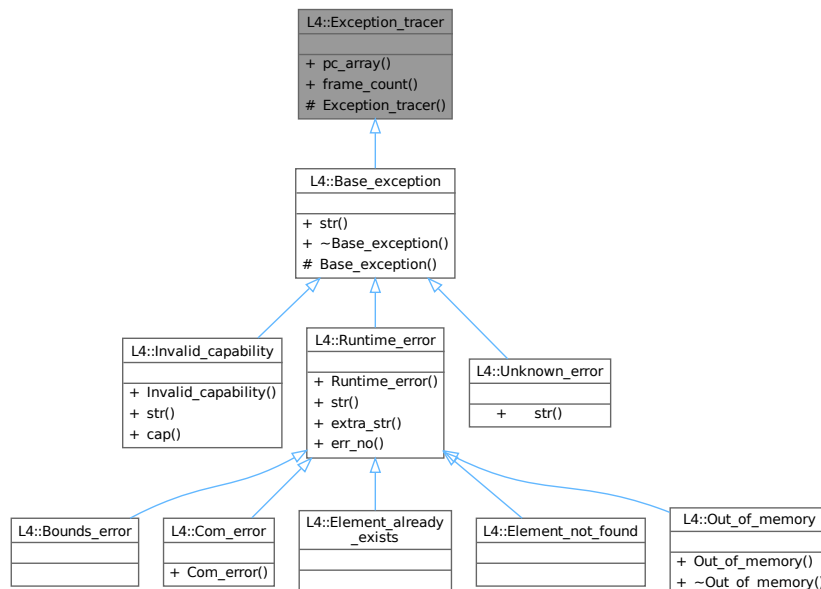 L4::Exception_tracer
+ pc_array()
+ frame_count()
# Exception_tracer()
L4::Base_exception
+ str()
+ ~Base_exception()
# Base_exception()
L4::Invalid_capability
+ Invalid_capability()
+ str()
+ cap()
L4::Runtime_error
+ Runtime_error()
+ str()
+ extra_str()
+ err_no()
L4::Unknown_error
+ str()
L4::Bounds_error
L4::Com_error
+ Com_error()
L4::Element_already
_exists
L4::Element_not_found
L4::Out_of_memory
+ Out_of_memory()
+ ~Out_of_memory()